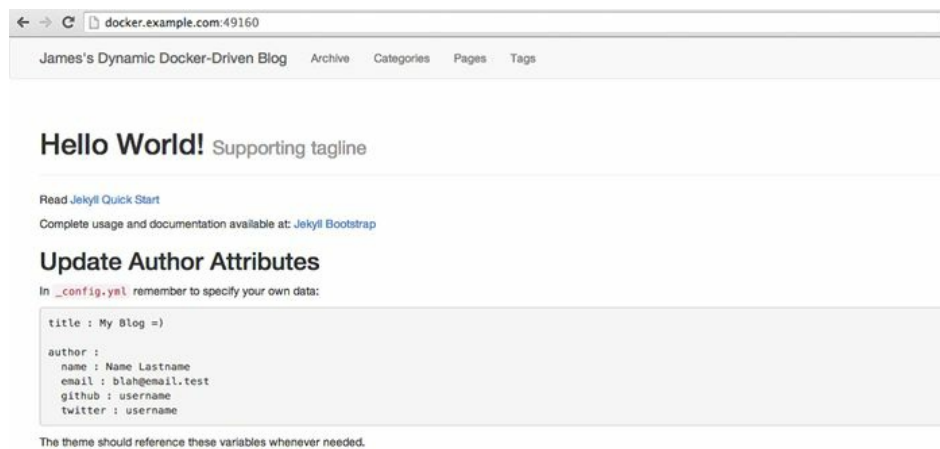 docker.example.com:49160
James's Dynamic Docker-Driven Blog Archive Categories Pages Tags
Hello World! Supporting tagline
Read Jekyll Quick Start
Complete usage and documentation available at: Jekyll Bootstrap
Update Author Attributes
In _config.yml remember to specify your own data:
title : My Blog =)
author :
name : Name Lastname
email : blah@email.test
github : username
twitter : username
The theme should reference these variables whenever needed.